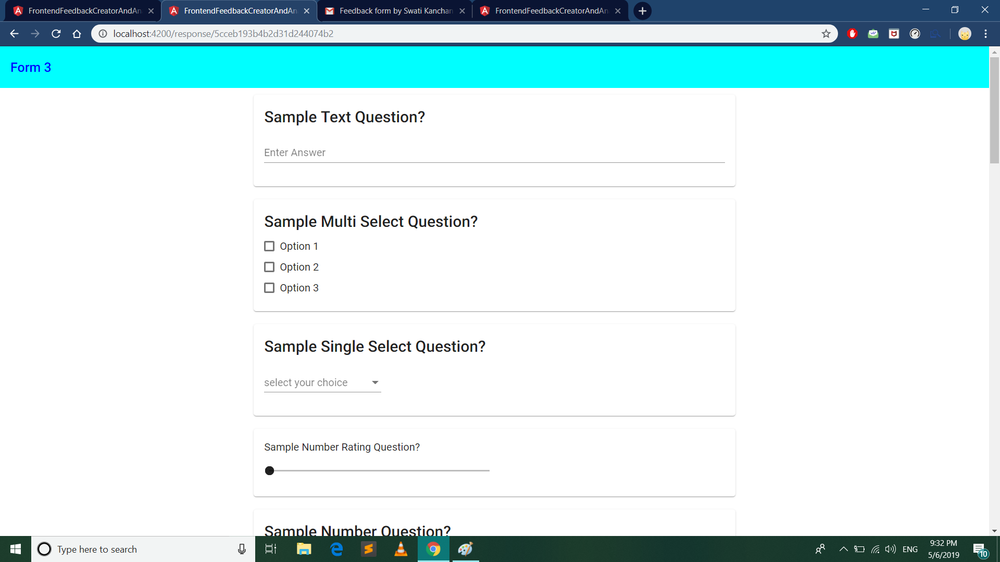 FrontendFeedbackCreatorAndAn
FrontendFeedbackCreatorAndAn
Feedback form by Swati Kanchan
FrontendFeedbackCreatorAndAn
localhost:4200/response/5cceb193b4b2d31d244074b2
Form 3
Sample Text Question?
Enter Answer
Sample Multi Select Question?
Option 1
Option 2
Option 3
Sample Single Select Question?
select your choice
Sample Number Rating Question?
Sample Number Question?
Type here to search
ENG
9:32 PM
5/6/2019
10